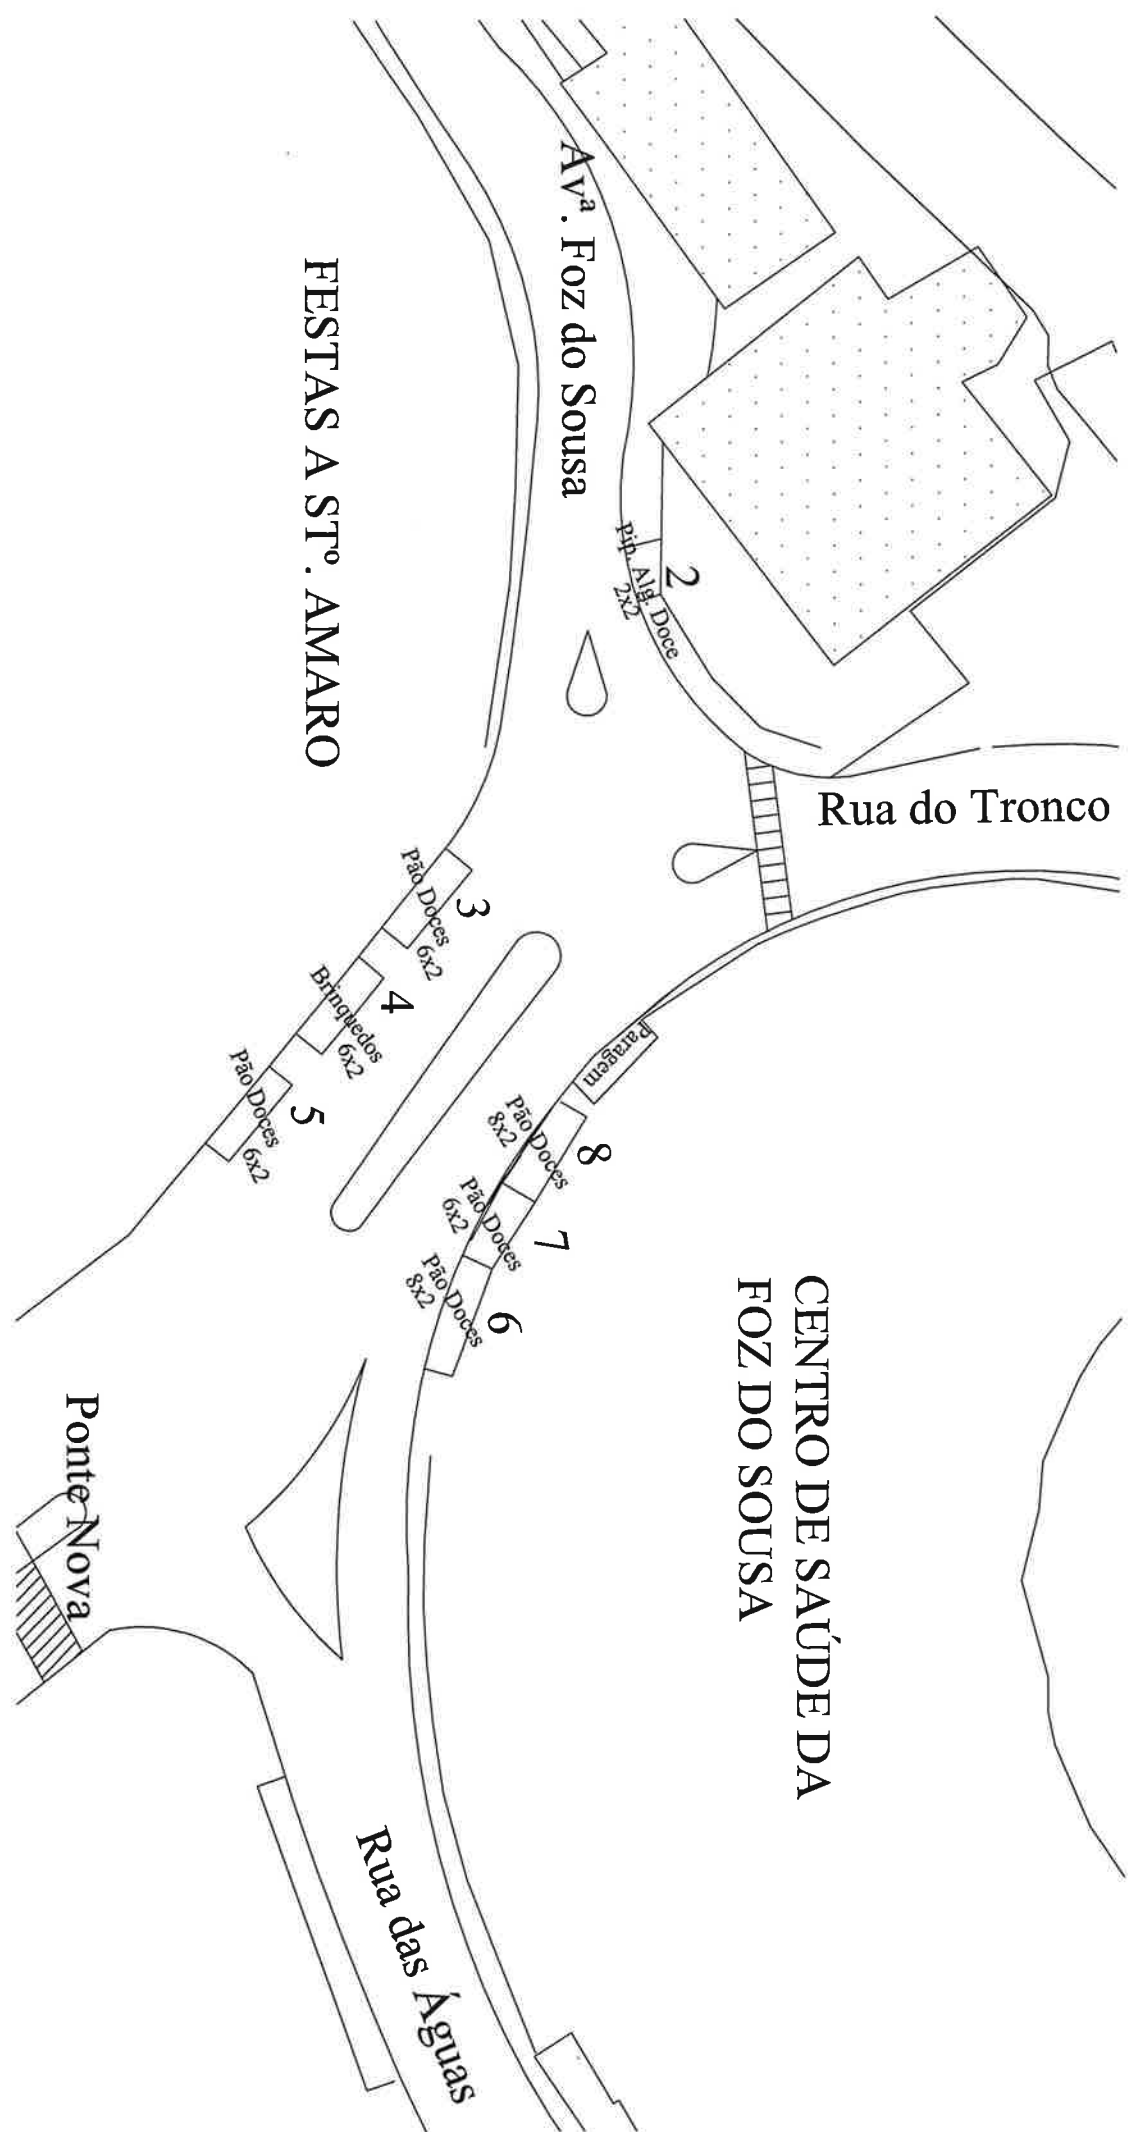 Rua do Tronco
Avª. Foz do Sousa
FESTAS A STº. AMARO
2
Pip. Alg. Doce
2x2
3
Pão Doces
6x2
4
Brinquedos
6x2
5
Pão Doces
6x2
Paragem
8
Pão Doces
8x2
7
Pão Doces
6x2
6
Pão Doces
8x2
CENTRO DE SAÚDE DA
FOZ DO SOUSA
Ponte Nova
Rua das Águas